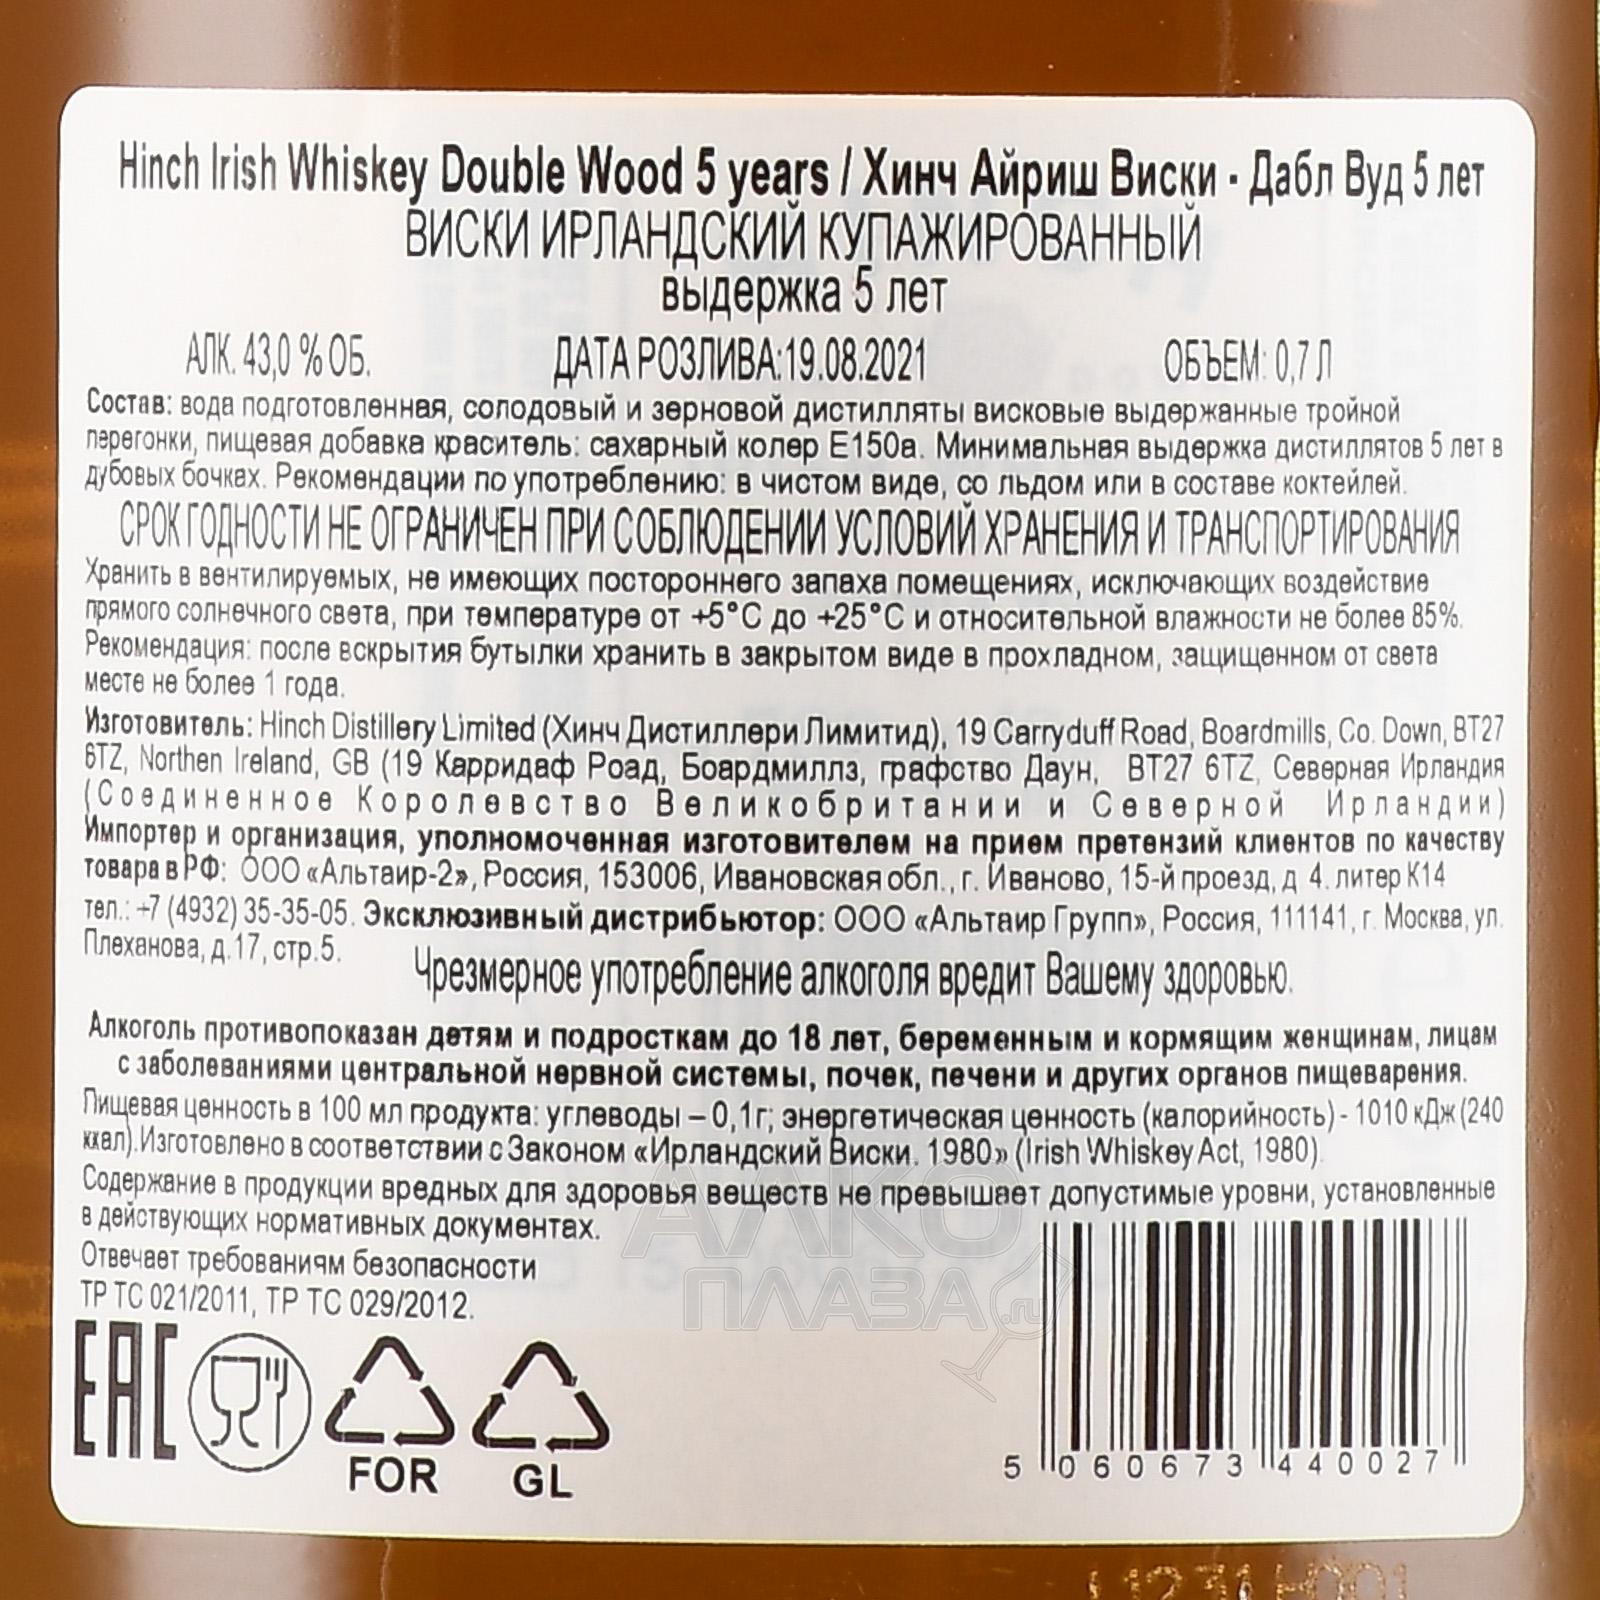 Hinch Irish Whiskey Double Wood 5 years / Хинч Айриш Виски - Дабл Вуд 5 лет
ВИСКИ ИРЛАНДСКИЙ КУПАЖИРОВАННЫЙ
выдержка 5 лет
АЛК. 43,0 % ОБ. ДАТА РОЗЛИВА:19.08.2021 ОБЪЕМ: 0,7 Л
Состав: вода подготовленная, солодовый и зерновой дистилляты висковые выдержанные тройной
перегонки, пищевая добавка краситель: сахарный колер Е150а. Минимальная выдержка дистиллятов 5 лет в
дубовых бочках. Рекомендации по употреблению: в чистом виде, со льдом или в составе коктейлей.
СРОК ГОДНОСТИ НЕ ОГРАНИЧЕН ПРИ СОБЛЮДЕНИИ УСЛОВИЙ ХРАНЕНИЯ И ТРАНСПОРТИРОВАНИЯ
Хранить в вентилируемых, не имеющих постороннего запаха помещениях, исключающих воздействие
прямого солнечного света, при температуре от +5°С до +25°С и относительной влажности не более 85%.
Рекомендация: после вскрытия бутылки хранить в закрытом виде в прохладном, защищенном от света
месте не более 1 года.
Изготовитель: Hinch Distillery Limited (Хинч Дистиллери Лимитид), 19 Carryduff Road, Boardmills, Co. Down, BT27
6TZ, Northen Ireland, GB (19 Карридаф Роад, Боардмиллз, графство Даун, BT27 6TZ, Северная Ирландия
(Соединенное Королевство Великобритании и Северной Ирландии)
Импортер и организация, уполномоченная изготовителем на прием претензий клиентов по качеству
товара в РФ: ООО «Альтаир-2», Россия, 153006, Ивановская обл., г. Иваново, 15-й проезд, д 4. литер К14
тел.: +7 (4932) 35-35-05. Эксклюзивный дистрибьютор: ООО «Альтаир Групп», Россия, 111141, г. Москва, ул.
Плеханова, д.17, стр.5.
Чрезмерное употребление алкоголя вредит Вашему здоровью.
Алкоголь противопоказан детям и подросткам до 18 лет, беременным и кормящим женщинам, лицам
с заболеваниями центральной нервной системы, почек, печени и других органов пищеварения.
Пищевая ценность в 100 мл продукта: углеводы – 0,1г; энергетическая ценность (калорийность) - 1010 кДж (240
ккал).Изготовлено в соответствии с Законом «Ирландский Виски. 1980» (Irish Whiskey Act, 1980).
Содержание в продукции вредных для здоровья веществ не превышает допустимые уровни, установленные
в действующих нормативных документах.
Отвечает требованиям безопасности
ТР ТС 021/2011, ТР ТС 029/2012.
АЛКО
ПЛАЗА
.ru
EAC
FOR
GL
5 060673 440027